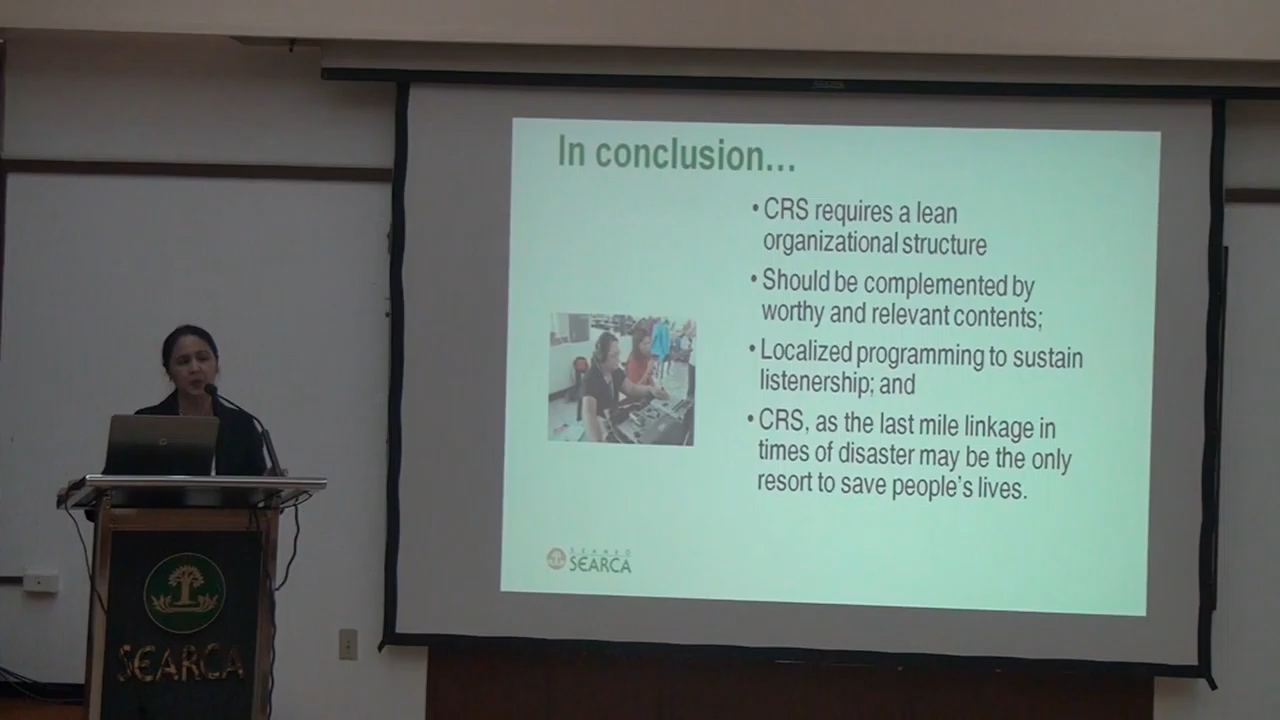 In conclusion...
• CRS requires a lean
organizational structure
• Should be complemented by
worthy and relevant contents;
• Localized programming to sustain
listenership; and
• CRS, as the last mile linkage in
times of disaster may be the only
resort to save people's lives.
SEAMEO
SEARCA
SEARCA